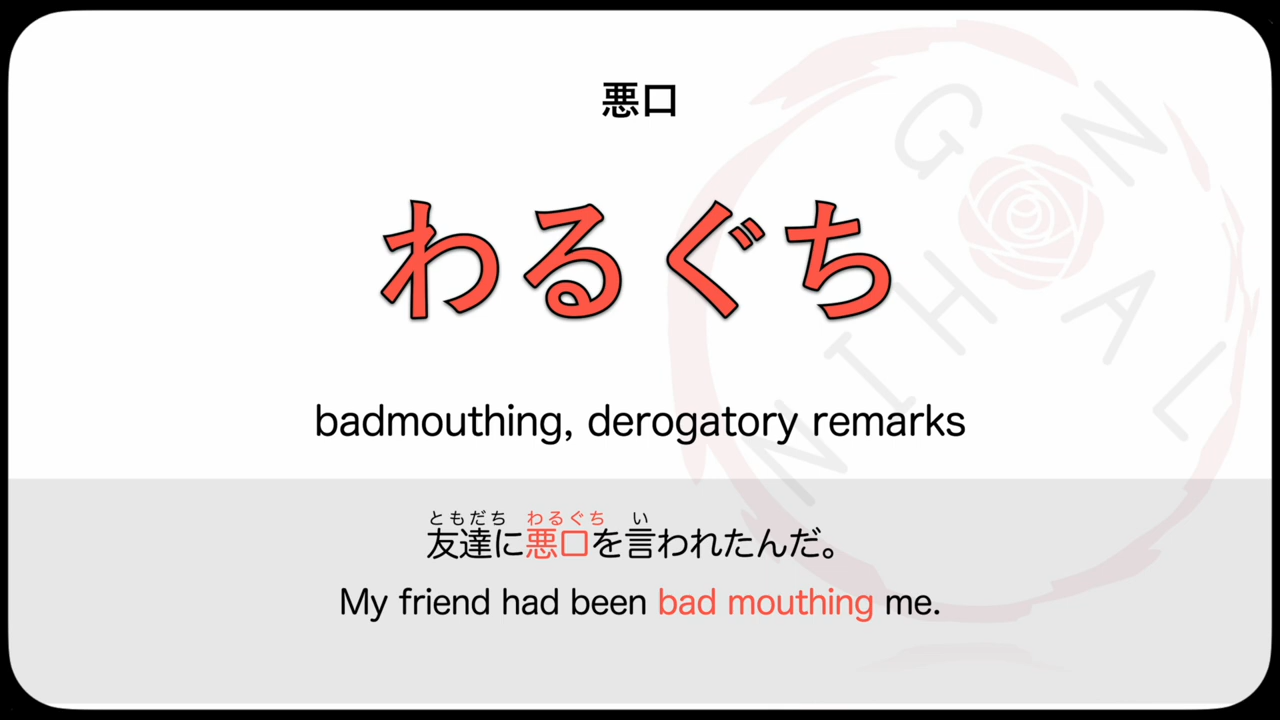 悪口
わるぐち
badmouthing, derogatory remarks
ともだち わるぐち い
友達に悪口を言われたんだ。
My friend had been bad mouthing me.
NIHONGO